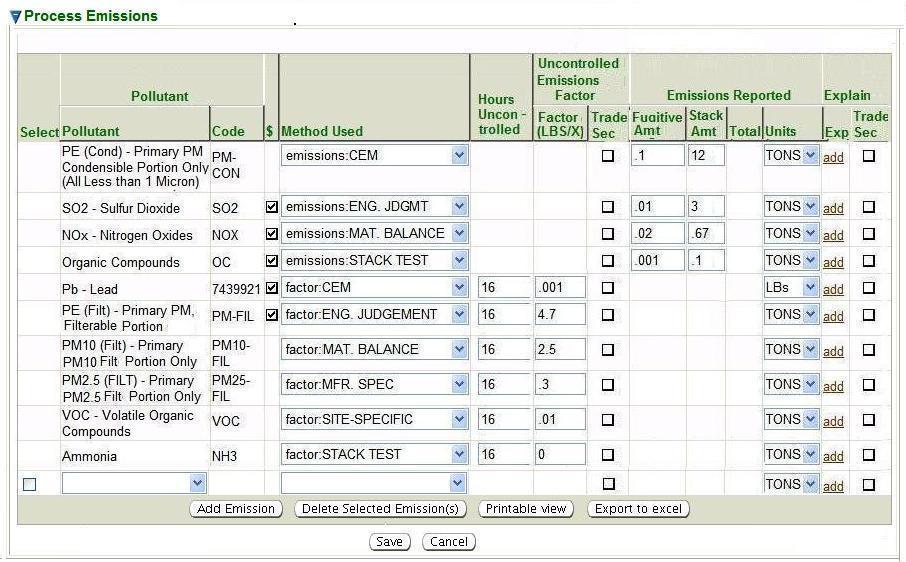 Process Emissions
Uncontrolled
Emissions
Pollutant Factor Emissions Reported Explain
Hours
Uncon - Factor Trade Fugitive Stack Trade
Select Pollutant Code $ Method Used trolled (LBS/X) Sec Amt Amt Total Units Exp Sec
PE (Cond) - Primary PM
Condensible Portion Only
(All Less than 1 Micron) PM-
CON emissions:CEM .1 12 TONS add
SO2 - Sulfur Dioxide SO2 emissions:ENG. JDGMT .01 3 TONS add
NOx - Nitrogen Oxides NOX emissions:MAT. BALANCE .02 .67 TONS add
Organic Compounds OC emissions:STACK TEST .001 .1 TONS add
Pb - Lead 7439921 factor:CEM 16 .001 LBs add
PE (Filt) - Primary PM,
Filterable Portion PM-FIL factor:ENG. JUDGEMENT 16 4.7 TONS add
PM10 (Filt) - Primary
PM10 Filt Portion Only PM10-
FIL factor:MAT. BALANCE 16 2.5 TONS add
PM2.5 (FILT) - Primary
PM2.5 Filt Portion Only PM25-
FIL factor:MFR. SPEC 16 .3 TONS add
VOC - Volatile Organic
Compounds VOC factor:SITE-SPECIFIC 16 .01 TONS add
Ammonia NH3 factor:STACK TEST 16 0 TONS add
TONS add
Add Emission Delete Selected Emission(s) Printable view Export to excel
Save Cancel